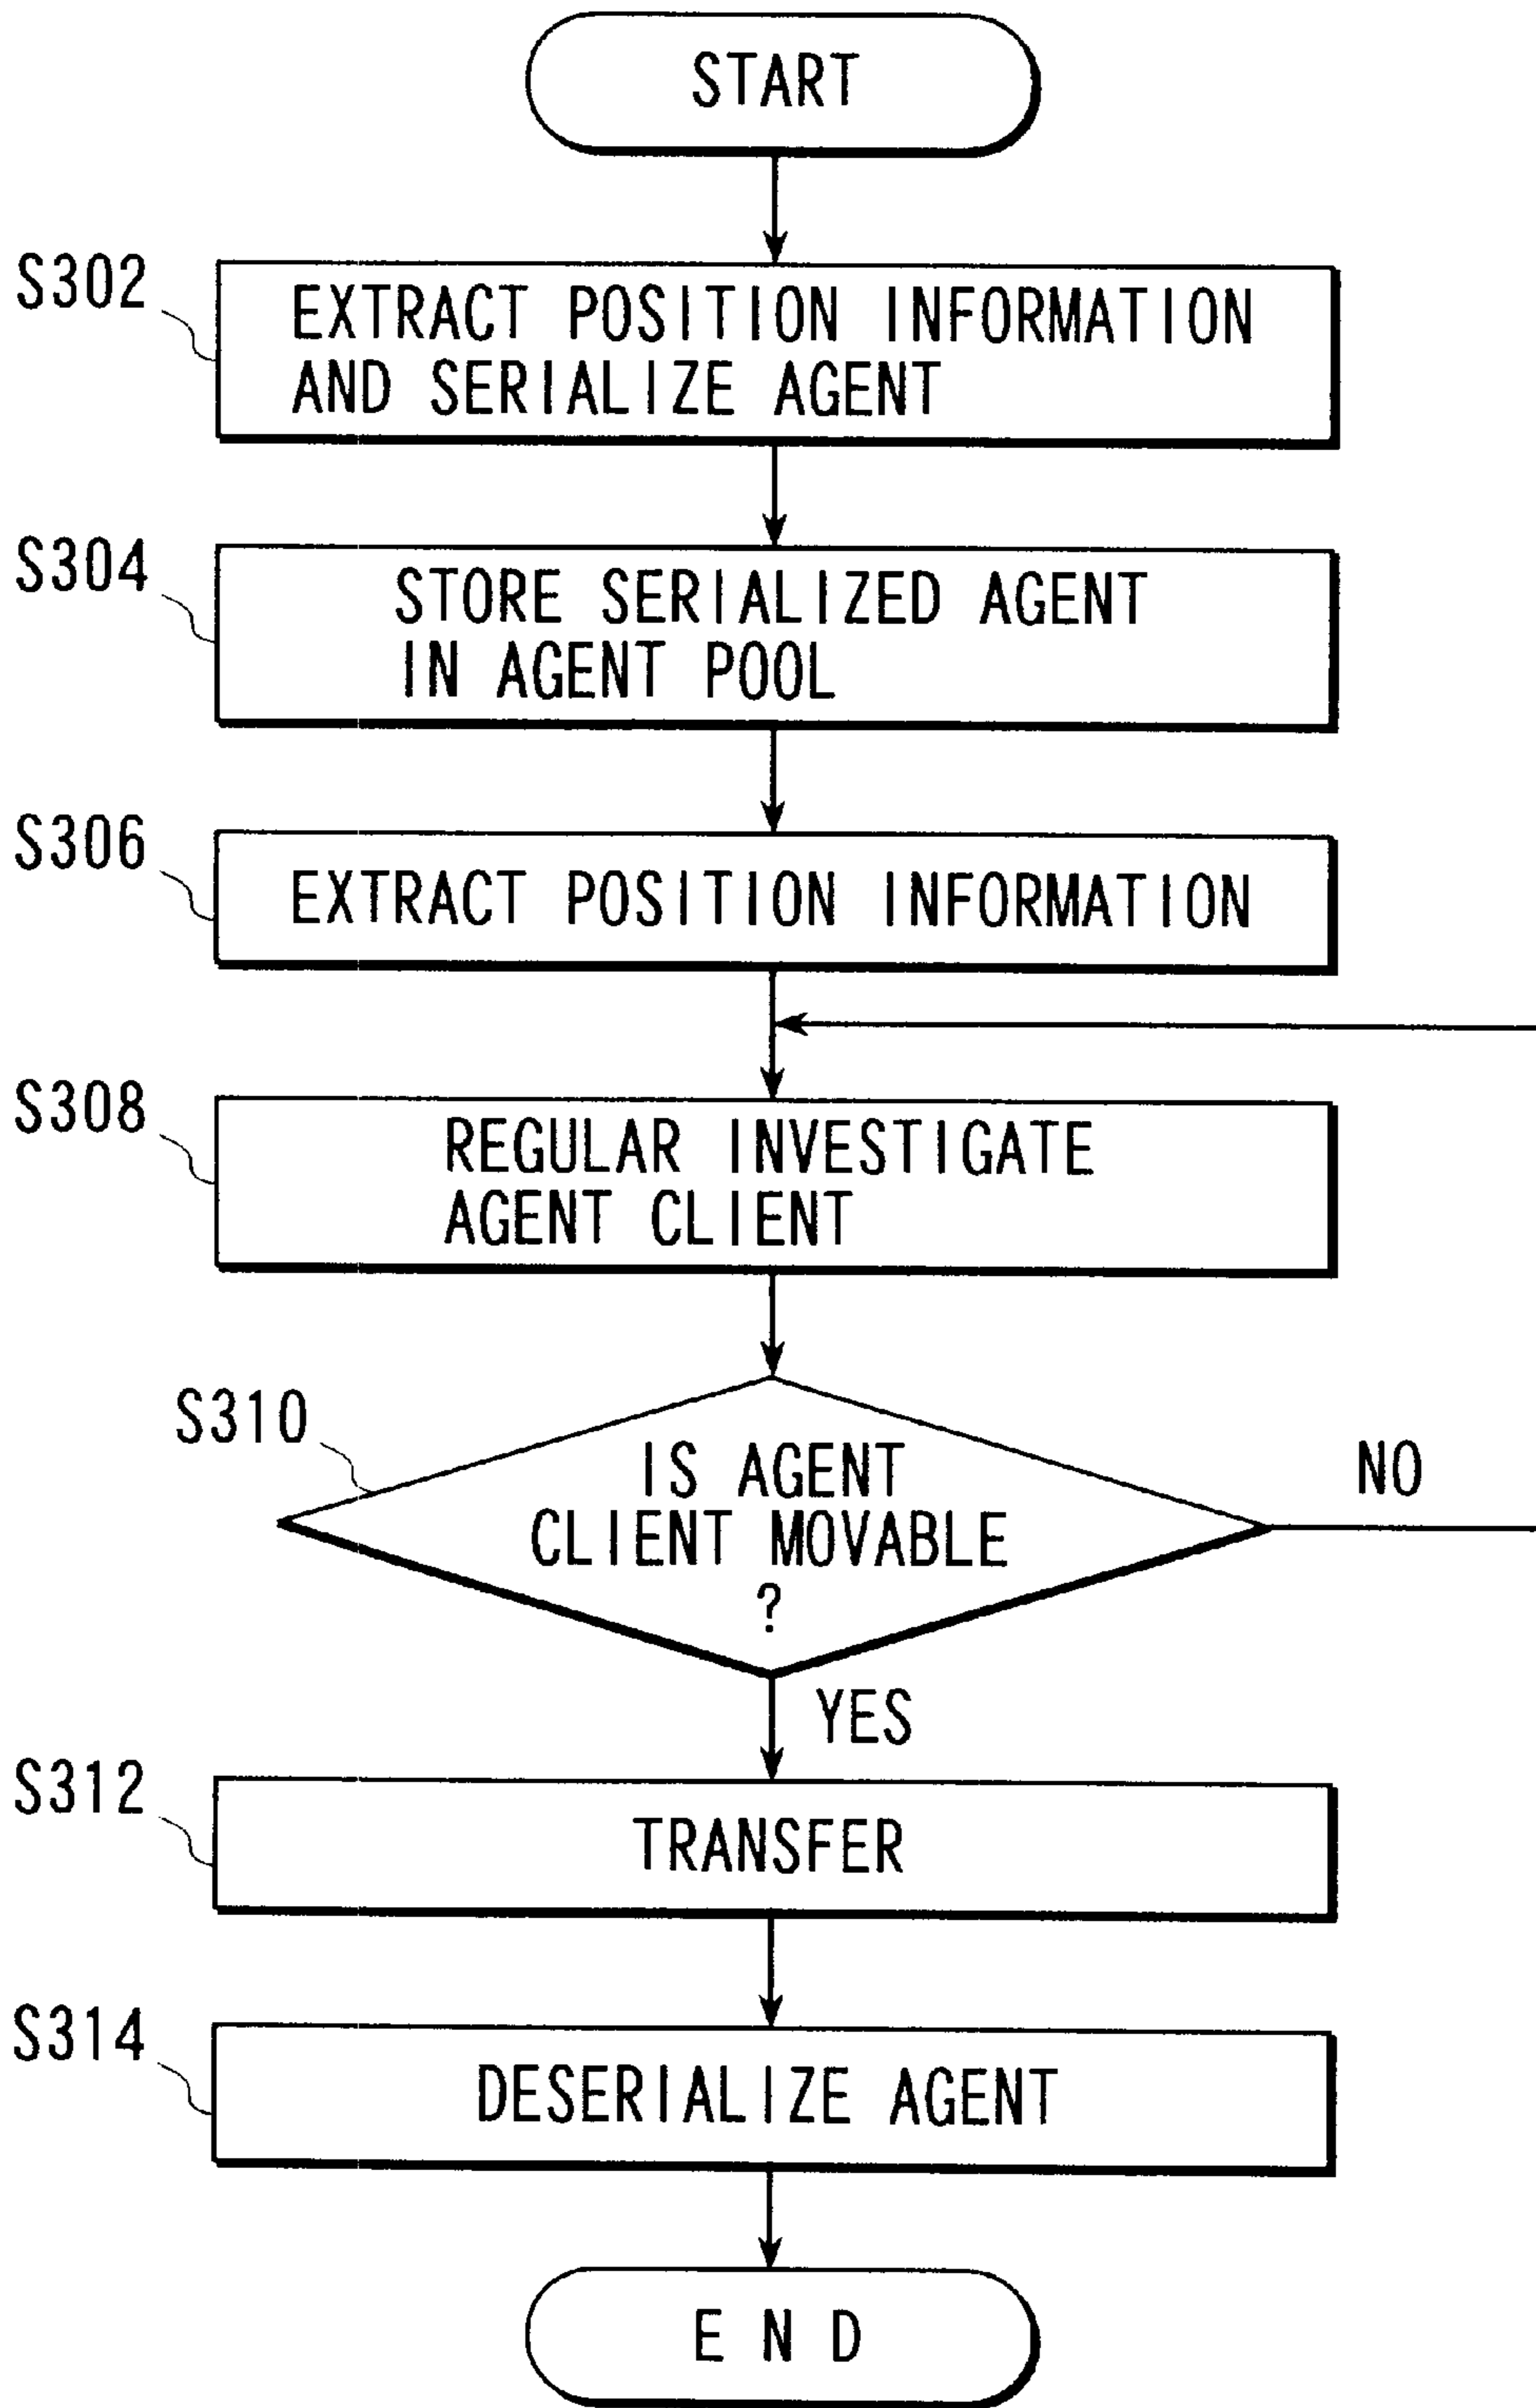 START
S302
EXTRACT POSITION INFORMATION
AND SERIALIZE AGENT
S304
STORE SERIALIZED AGENT
IN AGENT POOL
S306
EXTRACT POSITION INFORMATION
S308
REGULAR INVESTIGATE
AGENT CLIENT
S310
IS AGENT
CLIENT MOVABLE
?
NO
YES
S312
TRANSFER
S314
DESERIALIZE AGENT
END